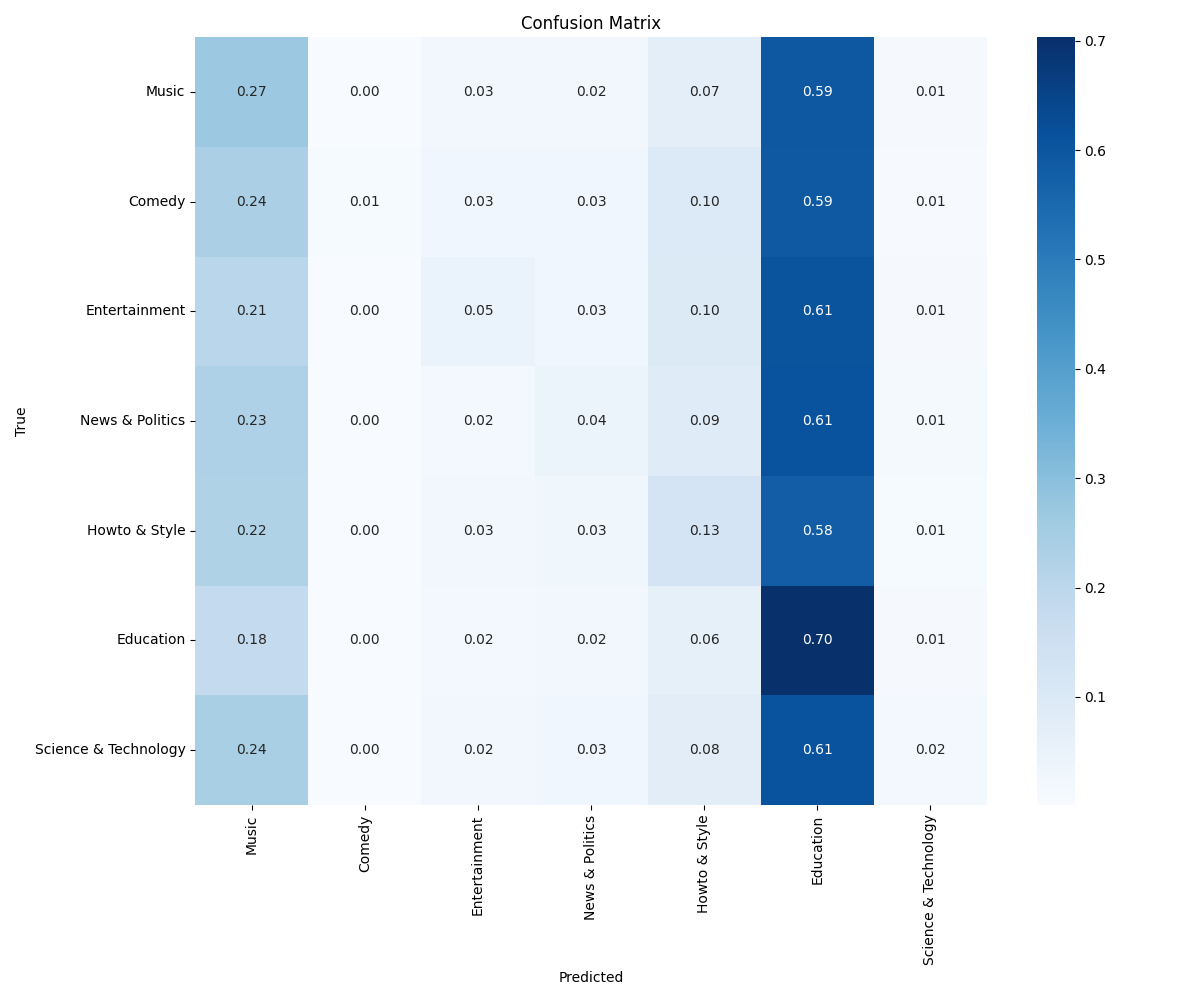 Confusion Matrix
Music 0.27 0.00 0.03 0.02 0.07 0.59 0.01
Comedy 0.24 0.01 0.03 0.03 0.10 0.59 0.01
Entertainment 0.21 0.00 0.05 0.03 0.10 0.61 0.01
News & Politics 0.23 0.00 0.02 0.04 0.09 0.61 0.01
Howto & Style 0.22 0.00 0.03 0.03 0.13 0.58 0.01
Education 0.18 0.00 0.02 0.02 0.06 0.70 0.01
Science & Technology 0.24 0.00 0.02 0.03 0.08 0.61 0.02
True
Music
Comedy
Entertainment
News & Politics
Howto & Style
Education
Science & Technology
Predicted
0.7
0.6
0.5
0.4
0.3
0.2
0.1